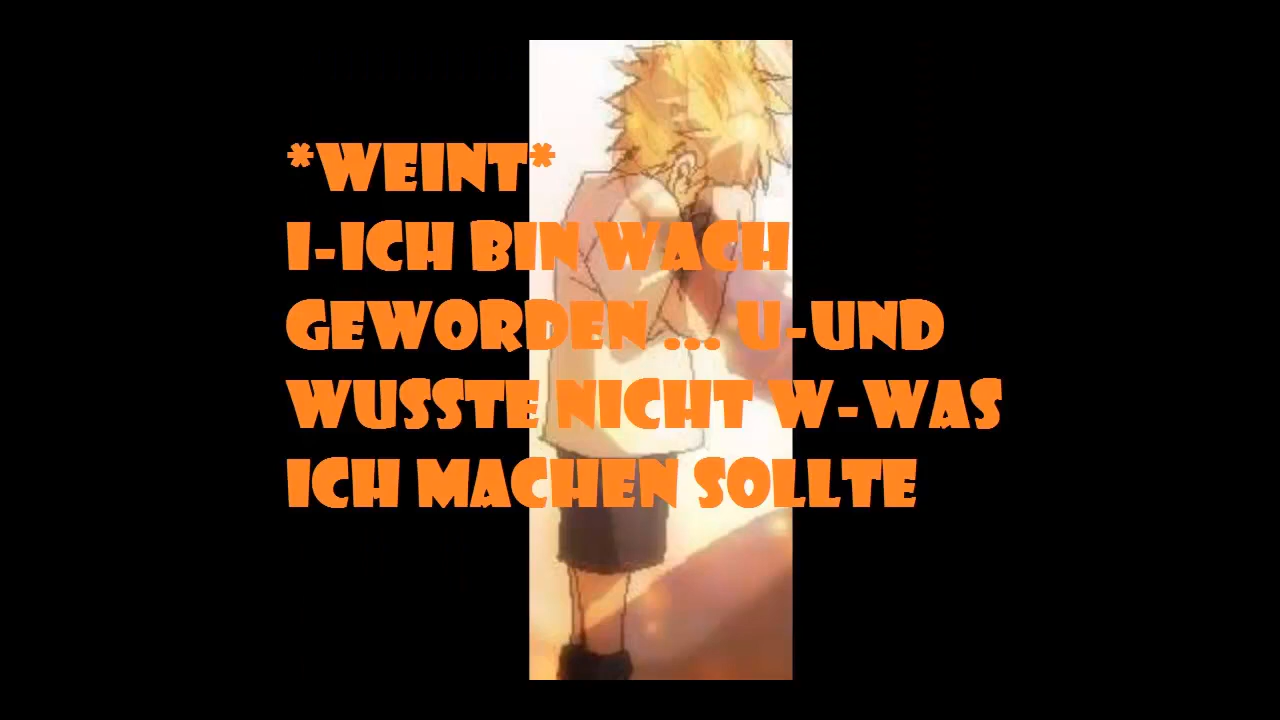 *WEINT*
I-ICH BIN WACH
GEWORDEN ... U-UND
WUSSTE NICHT W-WAS
ICH MACHEN SOLLTE